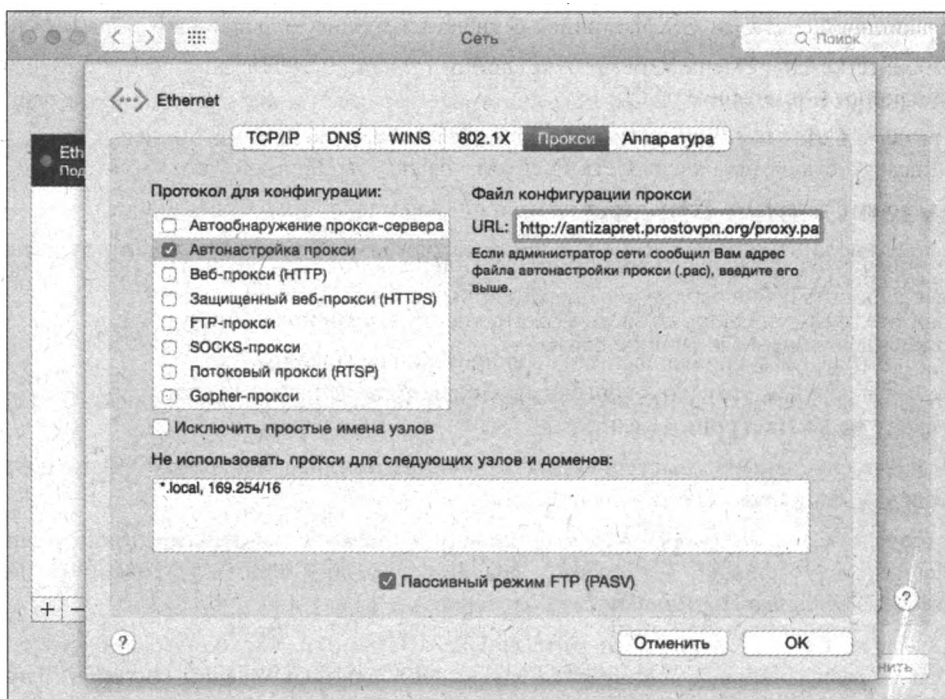 Сеть
Поиск
Ethernet
Eth
Под
TCP/IP DNS WINS 802.1X Прокси Аппаратура
Протокол для конфигурации:
Автообнаружение прокси-сервера
Автонастройка прокси
Веб-прокси (HTTP)
Защищенный веб-прокси (HTTPS)
FTP-прокси
SOCKS-прокси
Потоковый прокси (RTSP)
Gopher-прокси
Файл конфигурации прокси
URL: http://antizapret.prostovpn.org/proxy.pa
Если администратор сети сообщил Вам адрес
файла автонастройки прокси (.pac), введите его
выше.
Исключить простые имена узлов
Не использовать прокси для следующих узлов и доменов:
*.local, 169.254/16
Пассивный режим FTP (PASV)
+ −
?
?
Отменить
OK
нить